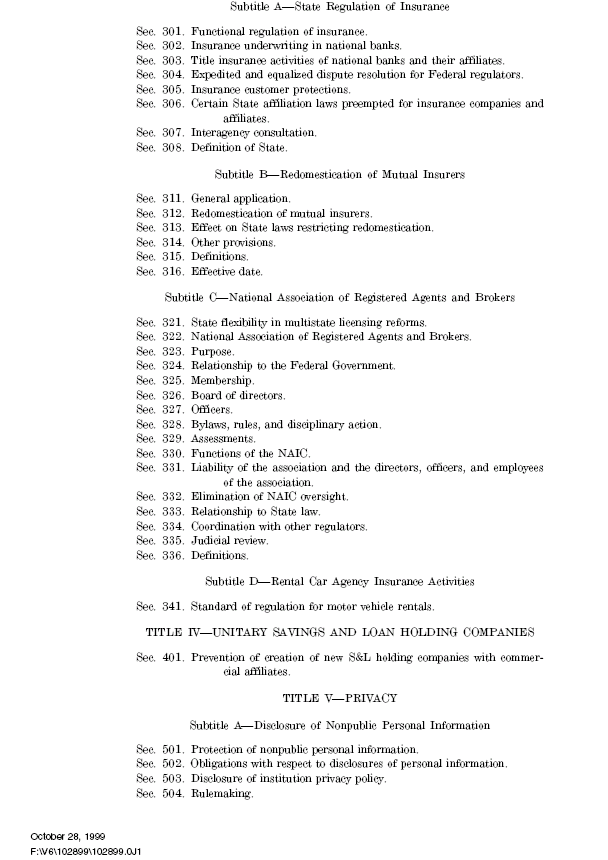 Subtitle A—State Regulation of Insurance
Sec. 301. Functional regulation of insurance.
Sec. 302. Insurance underwriting in national banks.
Sec. 303. Title insurance activities of national banks and their affiliates.
Sec. 304. Expedited and equalized dispute resolution for Federal regulators.
Sec. 305. Insurance customer protections.
Sec. 306. Certain State affiliation laws preempted for insurance companies and
affiliates.
Sec. 307. Interagency consultation.
Sec. 308. Definition of State.
Subtitle B—Redomestication of Mutual Insurers
Sec. 311. General application.
Sec. 312. Redomestication of mutual insurers.
Sec. 313. Effect on State laws restricting redomestication.
Sec. 314. Other provisions.
Sec. 315. Definitions.
Sec. 316. Effective date.
Subtitle C—National Association of Registered Agents and Brokers
Sec. 321. State flexibility in multistate licensing reforms.
Sec. 322. National Association of Registered Agents and Brokers.
Sec. 323. Purpose.
Sec. 324. Relationship to the Federal Government.
Sec. 325. Membership.
Sec. 326. Board of directors.
Sec. 327. Officers.
Sec. 328. Bylaws, rules, and disciplinary action.
Sec. 329. Assessments.
Sec. 330. Functions of the NAIC.
Sec. 331. Liability of the association and the directors, officers, and employees
of the association.
Sec. 332. Elimination of NAIC oversight.
Sec. 333. Relationship to State law.
Sec. 334. Coordination with other regulators.
Sec. 335. Judicial review.
Sec. 336. Definitions.
Subtitle D—Rental Car Agency Insurance Activities
Sec. 341. Standard of regulation for motor vehicle rentals.
TITLE IV—UNITARY SAVINGS AND LOAN HOLDING COMPANIES
Sec. 401. Prevention of creation of new S&L holding companies with commer-
cial affiliates.
TITLE V—PRIVACY
Subtitle A—Disclosure of Nonpublic Personal Information
Sec. 501. Protection of nonpublic personal information.
Sec. 502. Obligations with respect to disclosures of personal information.
Sec. 503. Disclosure of institution privacy policy.
Sec. 504. Rulemaking.
October 28, 1999
F:\V6\102899\102899.0J1